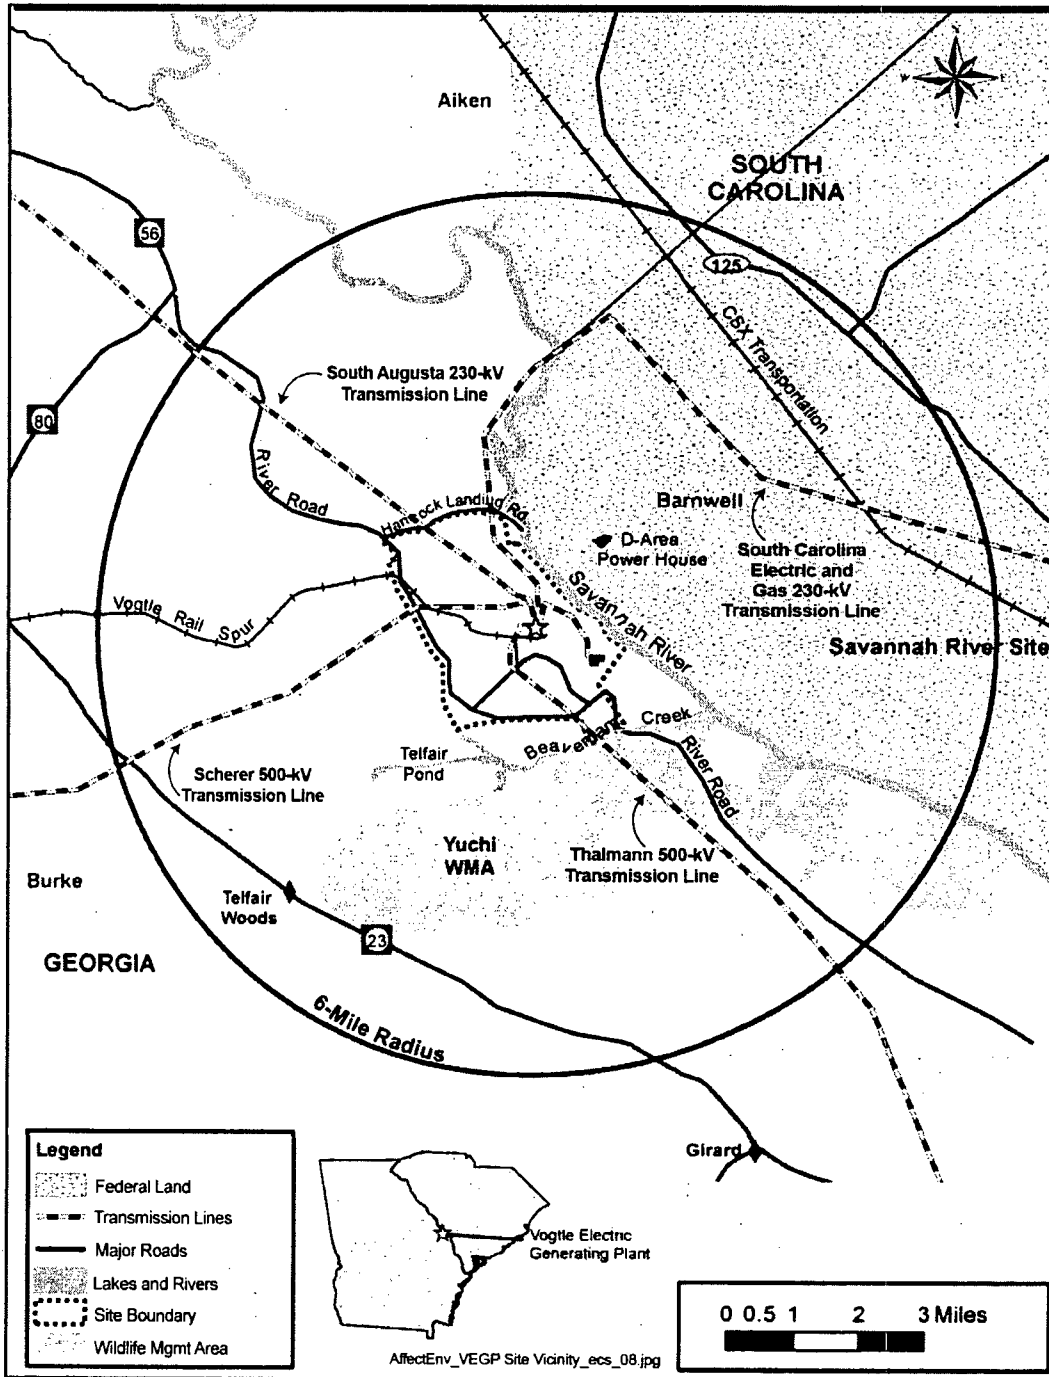 Aiken
N
W
E
S
SOUTH
CAROLINA
56
125
CSX Transportation
South Augusta 230-kV
Transmission Line
80
River Road
Hancock Landing Rd.
Barnwell
D-Area
Power House
South Carolina
Electric and
Gas 230-kV
Transmission Line
Savannah River
Vogtle Rail Spur
Savannah River Site
Beaverdam Creek
River Road
Telfair
Pond
Scherer 500-kV
Transmission Line
Yuchi
WMA
Thalmann 500-kV
Transmission Line
Burke
Telfair
Woods
23
GEORGIA
6-Mile Radius
Girard
Legend
Federal Land
Transmission Lines
Major Roads
Lakes and Rivers
Site Boundary
Wildlife Mgmt Area
Vogtle Electric
Generating Plant
0 0.5 1 2 3 Miles
AffectEnv_VEGP Site Vicinity_ecs_08.jpg